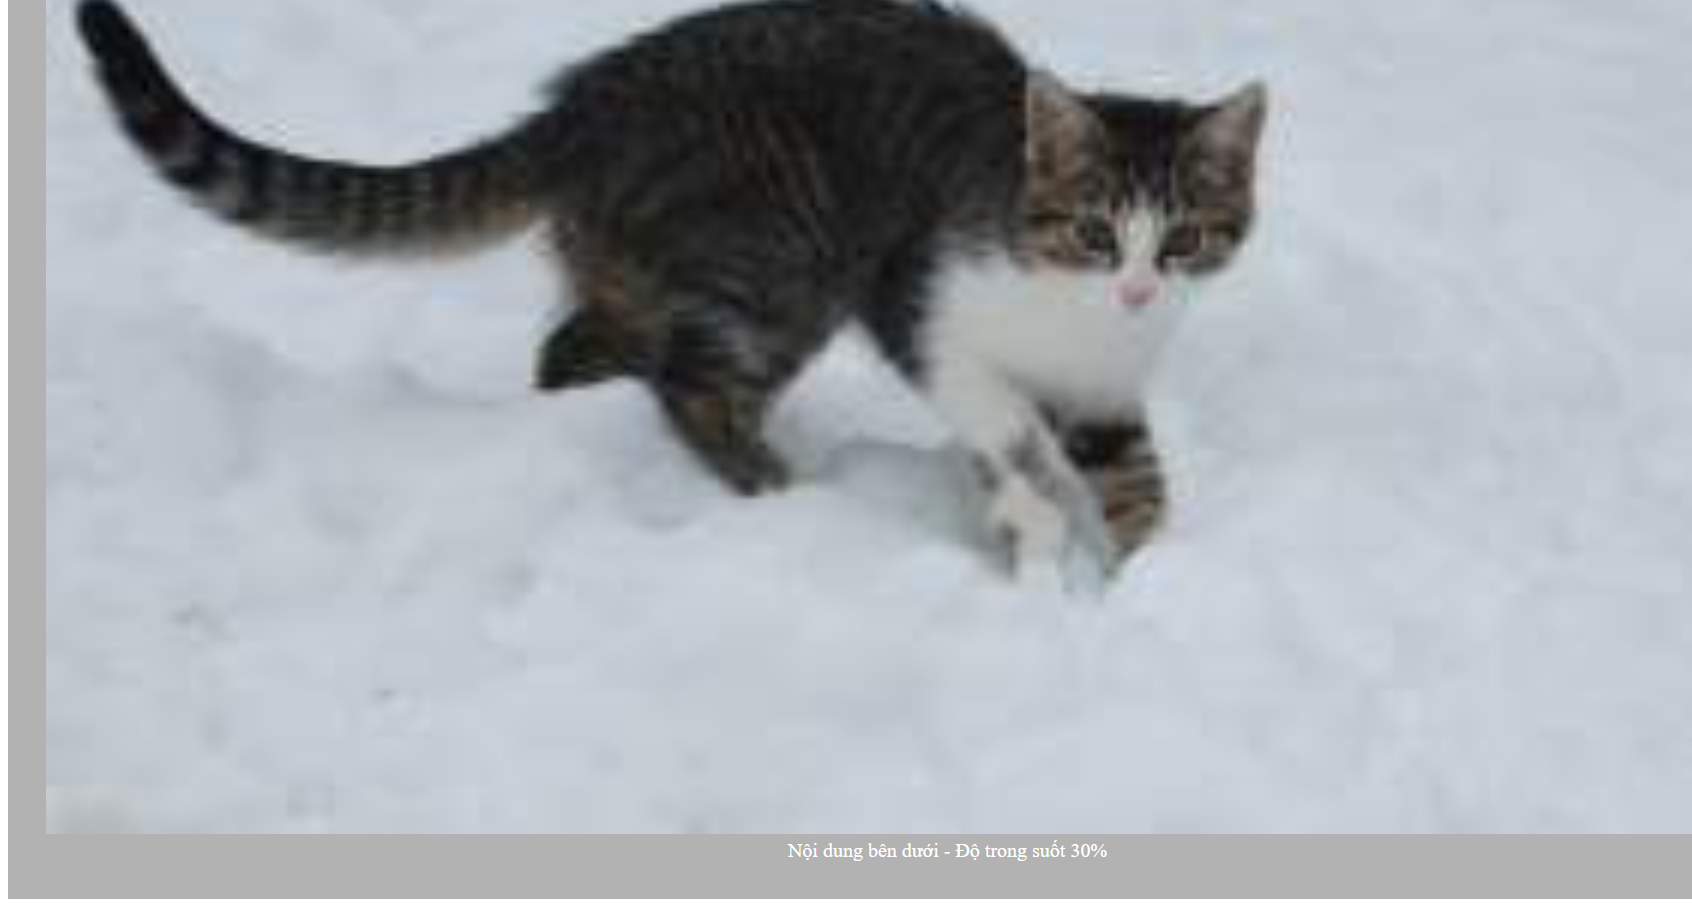 Nội dung bên dưới - Độ trong suốt 30%